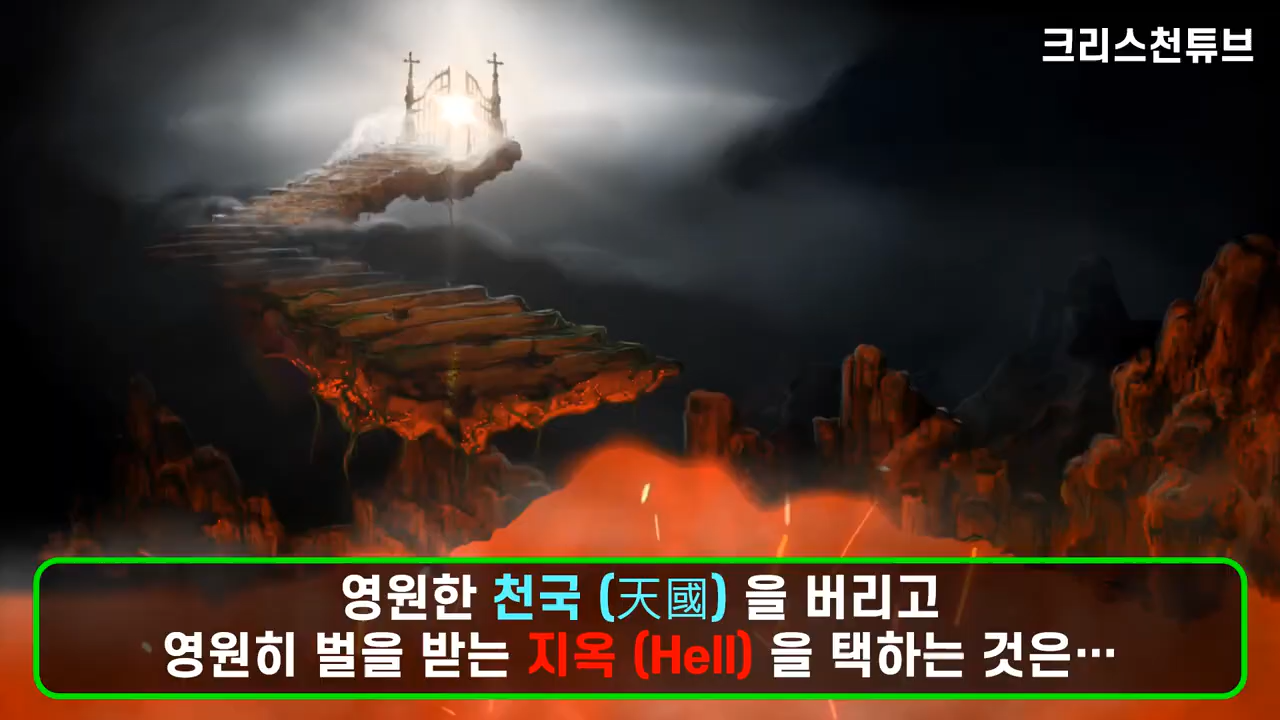 크리스천튜브
영원한 천국 (天國) 을 버리고
영원히 벌을 받는 지옥 (Hell) 을 택하는 것은…